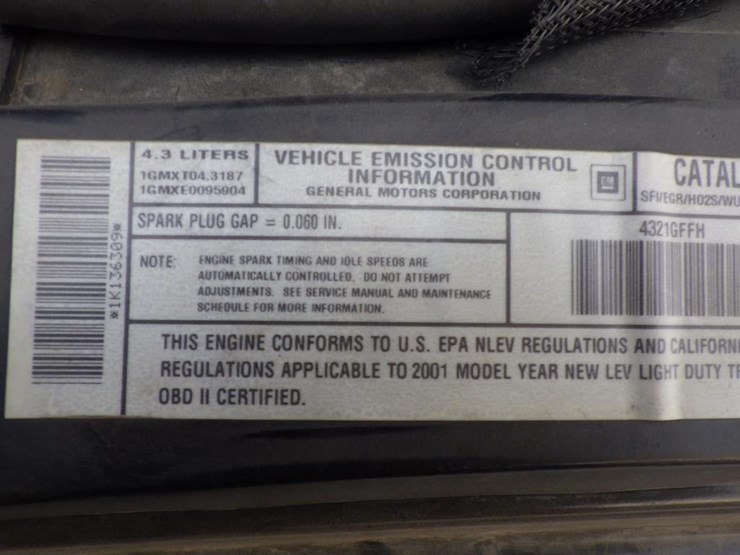 *1K136309*
4.3 LITERS
1GMXT04.3187
1GMXE0095904
VEHICLE EMISSION CONTROL
INFORMATION
GENERAL MOTORS CORPORATION
GM
CATAL
SFI/EGR/HO2S/WU
SPARK PLUG GAP = 0.060 IN.
4321GFFH
NOTE: ENGINE SPARK TIMING AND IDLE SPEEDS ARE
AUTOMATICALLY CONTROLLED. DO NOT ATTEMPT
ADJUSTMENTS. SEE SERVICE MANUAL AND MAINTENANCE
SCHEDULE FOR MORE INFORMATION.
THIS ENGINE CONFORMS TO U.S. EPA NLEV REGULATIONS AND CALIFORNI
REGULATIONS APPLICABLE TO 2001 MODEL YEAR NEW LEV LIGHT DUTY TR
OBD II CERTIFIED.